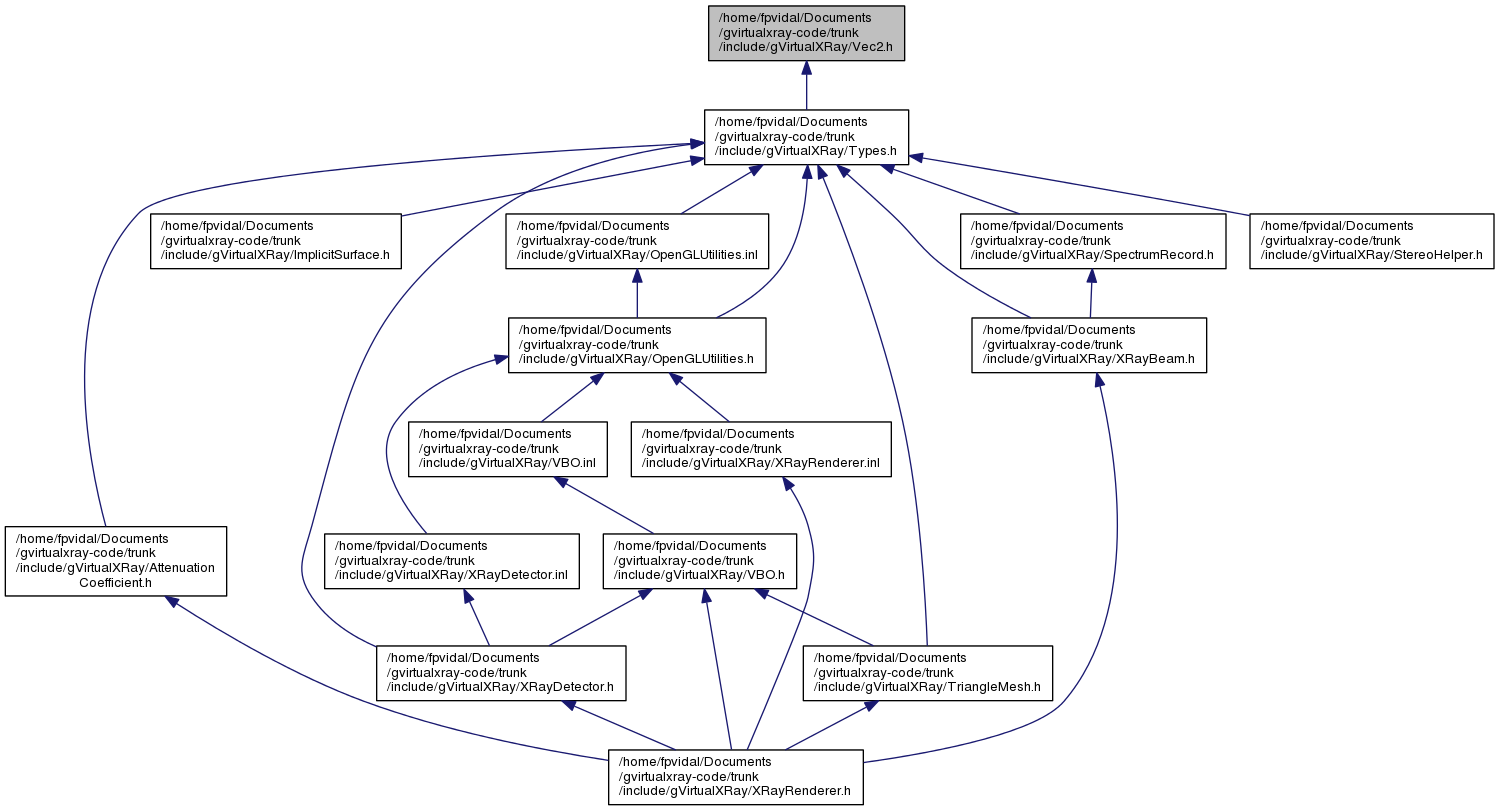 /home/fpvidal/Documents
/gvirtualxray-code/trunk
/include/gVirtualXRay/Vec2.h
/home/fpvidal/Documents
/gvirtualxray-code/trunk
/include/gVirtualXRay/Types.h
/home/fpvidal/Documents
/gvirtualxray-code/trunk
/include/gVirtualXRay/ImplicitSurface.h
/home/fpvidal/Documents
/gvirtualxray-code/trunk
/include/gVirtualXRay/OpenGLUtilities.inl
/home/fpvidal/Documents
/gvirtualxray-code/trunk
/include/gVirtualXRay/SpectrumRecord.h
/home/fpvidal/Documents
/gvirtualxray-code/trunk
/include/gVirtualXRay/StereoHelper.h
/home/fpvidal/Documents
/gvirtualxray-code/trunk
/include/gVirtualXRay/OpenGLUtilities.h
/home/fpvidal/Documents
/gvirtualxray-code/trunk
/include/gVirtualXRay/XRayBeam.h
/home/fpvidal/Documents
/gvirtualxray-code/trunk
/include/gVirtualXRay/VBO.inl
/home/fpvidal/Documents
/gvirtualxray-code/trunk
/include/gVirtualXRay/XRayRenderer.inl
/home/fpvidal/Documents
/gvirtualxray-code/trunk
/include/gVirtualXRay/Attenuation
Coefficient.h
/home/fpvidal/Documents
/gvirtualxray-code/trunk
/include/gVirtualXRay/XRayDetector.inl
/home/fpvidal/Documents
/gvirtualxray-code/trunk
/include/gVirtualXRay/VBO.h
/home/fpvidal/Documents
/gvirtualxray-code/trunk
/include/gVirtualXRay/XRayDetector.h
/home/fpvidal/Documents
/gvirtualxray-code/trunk
/include/gVirtualXRay/TriangleMesh.h
/home/fpvidal/Documents
/gvirtualxray-code/trunk
/include/gVirtualXRay/XRayRenderer.h